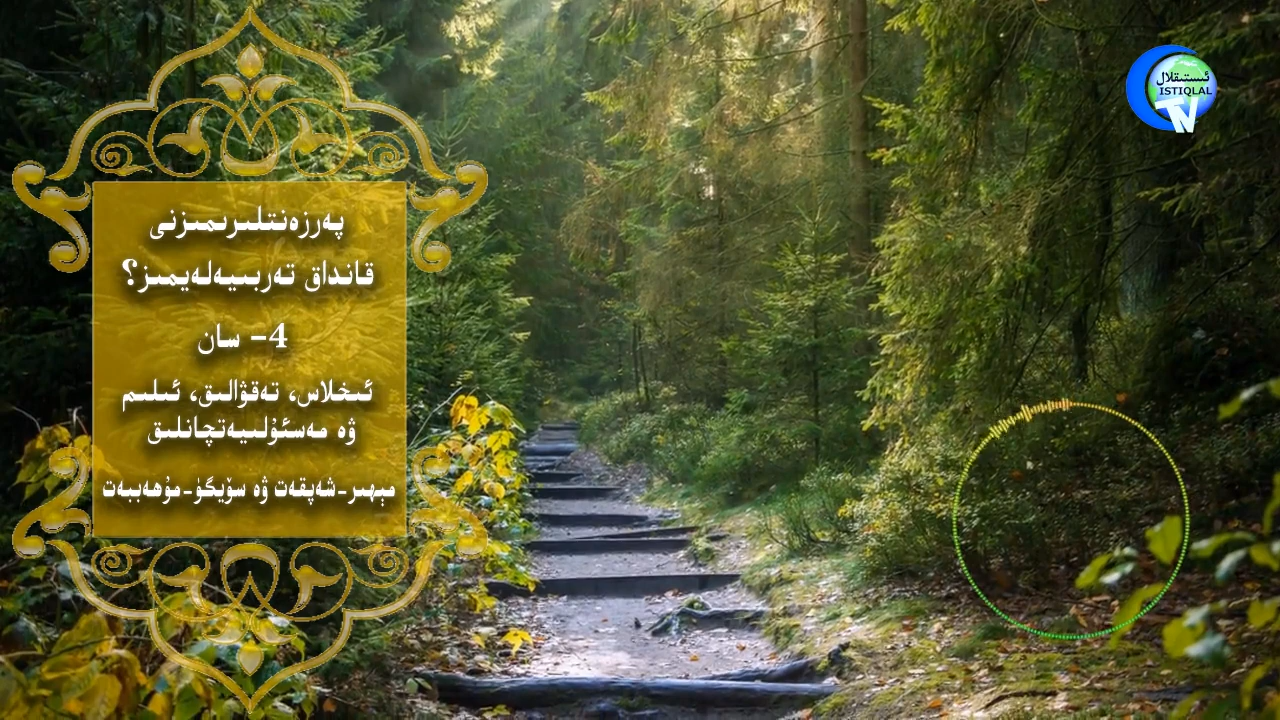 پەرزەنتلىرىمىزنى
قانداق تەربىيەلەيمىز؟
4- سان
ئىخلاس، تەقۋالىق، ئىلىم
ۋە مەسئۇلىيەتچانلىق
مېھىر-شەپقەت ۋە سۆيگۈ-مۇھەببەت
ئىستىقلال
ISTIQLAL
TV